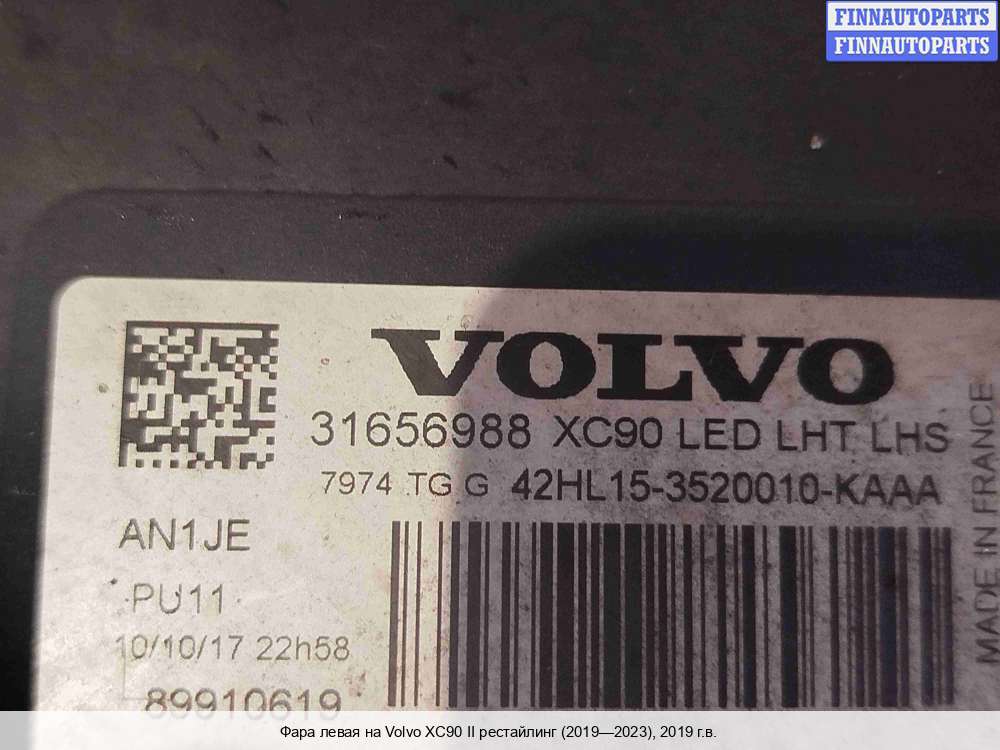 FINNAUTOPARTS
FINNAUTOPARTS
VOLVO
31656988 XC90 LED LHT LHS
7974 TG G 42HL15-3520010-KAAA
MADE IN FRANCE
AN1JE
PU11
10/10/17 22h58
89910619
Фара левая на Volvo XC90 II рестайлинг (2019—2023), 2019 г.в.